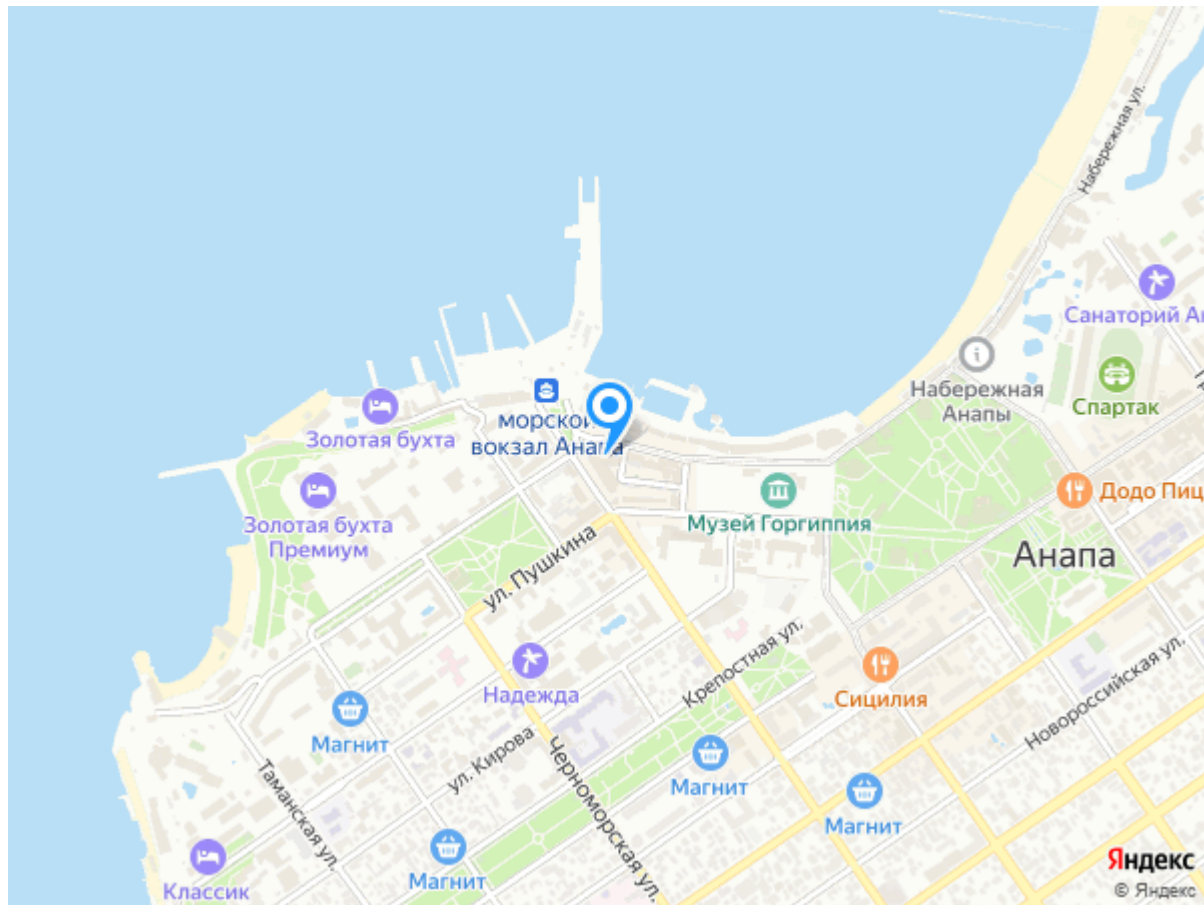 Набережная ул.
Санаторий Ан
Набережная
Анапы
Спартак
морской
вокзал Анапа
Золотая бухта
Золотая бухта
Премиум
Музей Горгиппия
Додо Пиц
Анапа
ул. Пушкина
Крепостная ул.
Надежда
Сицилия
Новороссийская ул.
Магнит
ул. Кирова
Черноморская ул.
Магнит
Магнит
Таманская ул.
Магнит
Классик
Яндекс
© Яндекс